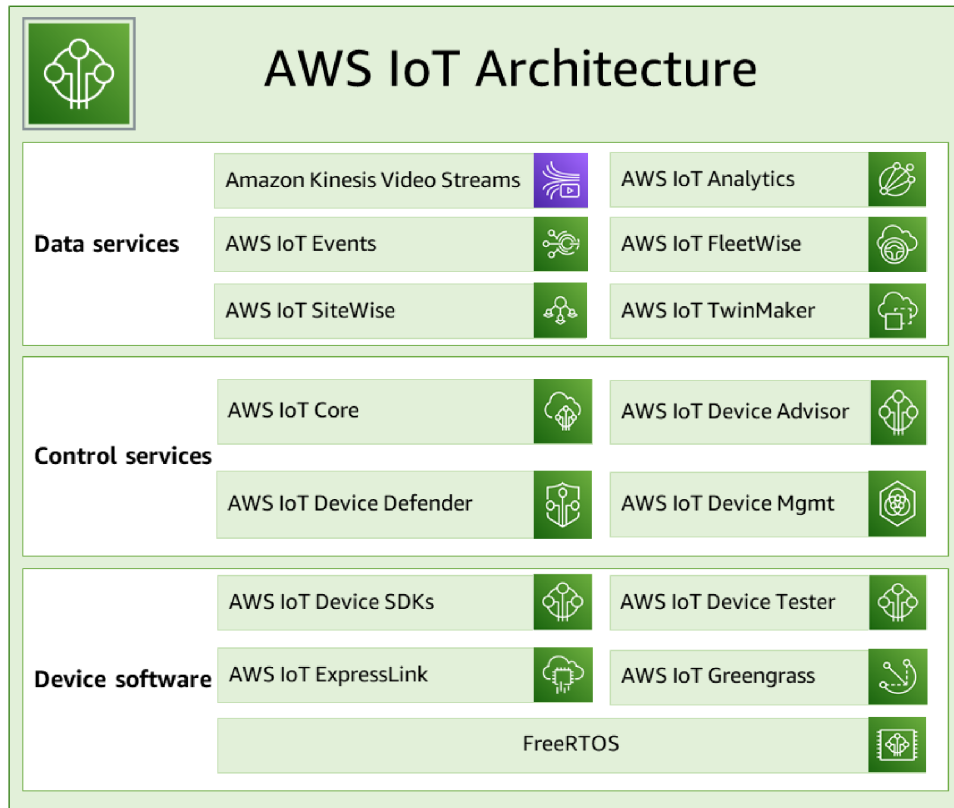 AWS IoT Architecture
Data services
Amazon Kinesis Video Streams
AWS IoT Analytics
AWS IoT Events
AWS IoT FleetWise
AWS IoT SiteWise
AWS IoT TwinMaker
Control services
AWS IoT Core
AWS IoT Device Advisor
AWS IoT Device Defender
AWS IoT Device Mgmt
Device software
AWS IoT Device SDKs
AWS IoT Device Tester
AWS IoT ExpressLink
AWS IoT Greengrass
FreeRTOS